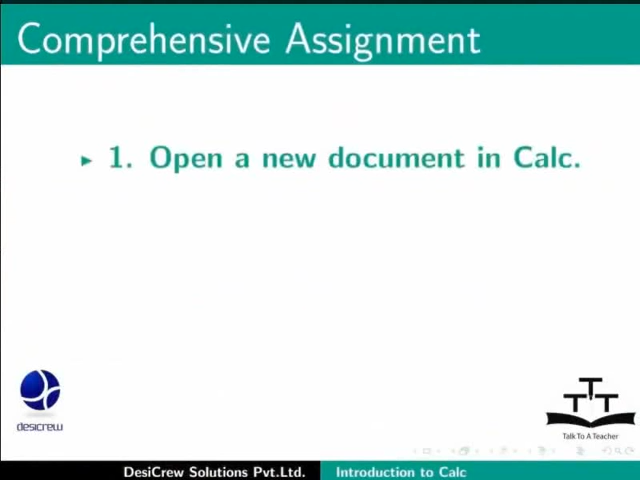 Comprehensive Assignment
1. Open a new document in Calc.
desicrew
TTT
Talk To A Teacher
DesiCrew Solutions Pvt.Ltd. Introduction to Calc